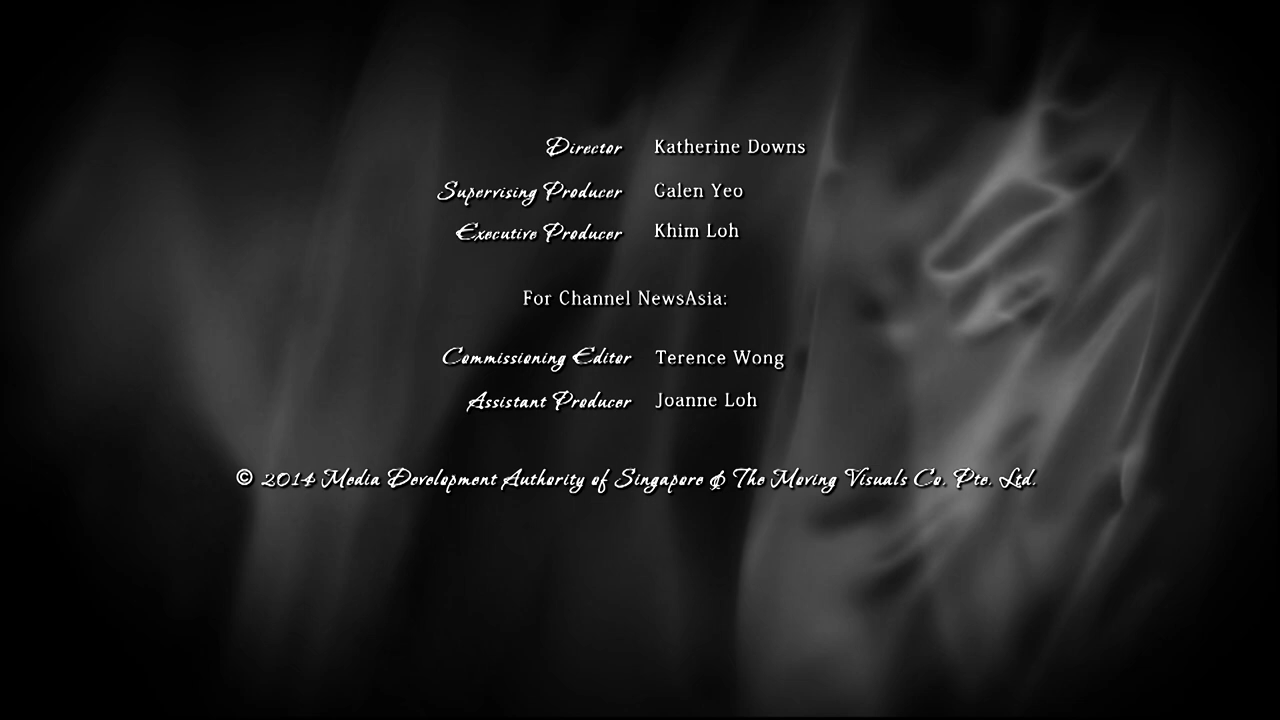 Director Katherine Downs
Supervising Producer Galen Yeo
Executive Producer Khim Loh
For Channel NewsAsia:
Commissioning Editor Terence Wong
Assistant Producer Joanne Loh
© 2014 Media Development Authority of Singapore & The Moving Visuals Co. Pte. Ltd.